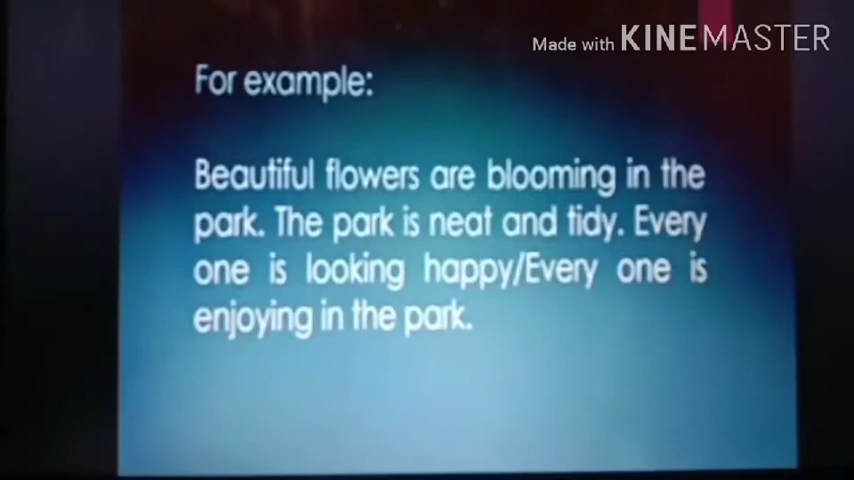 Made with KINEMASTER
For example:
Beautiful flowers are blooming in the
park. The park is neat and tidy. Every
one is looking happy/Every one is
enjoying in the park.